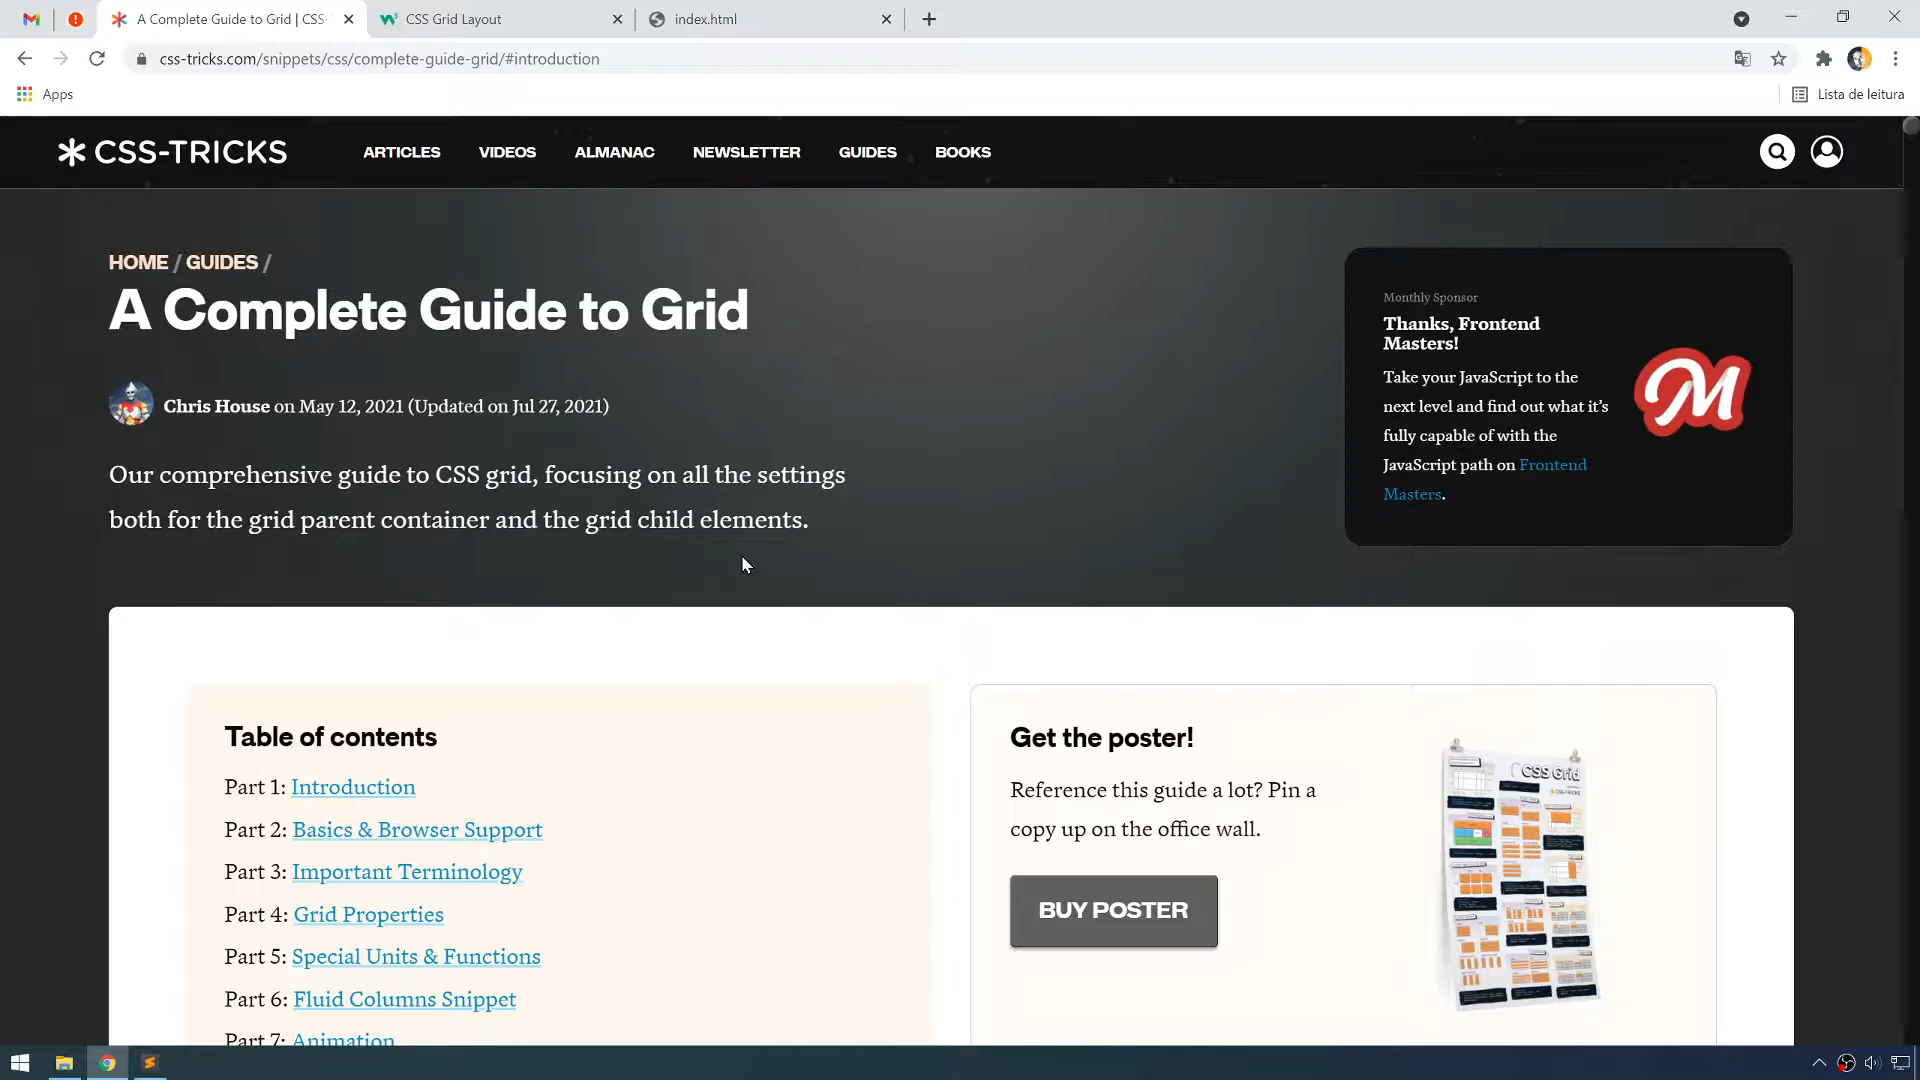 A Complete Guide to Grid | CSS-
CSS Grid Layout
index.html
css-tricks.com/snippets/css/complete-guide-grid/#introduction
Apps
Lista de leitura
CSS-TRICKS
ARTICLES
VIDEOS
ALMANAC
NEWSLETTER
GUIDES
BOOKS
HOME / GUIDES /
A Complete Guide to Grid
Chris House on May 12, 2021 (Updated on Jul 27, 2021)
Our comprehensive guide to CSS grid, focusing on all the settings
both for the grid parent container and the grid child elements.
Monthly Sponsor
Thanks, Frontend
Masters!
Take your JavaScript to the
next level and find out what it’s
fully capable of with the
JavaScript path on Frontend
Masters.
Table of contents
Part 1: Introduction
Part 2: Basics & Browser Support
Part 3: Important Terminology
Part 4: Grid Properties
Part 5: Special Units & Functions
Part 6: Fluid Columns Snippet
Part 7: Animation
Get the poster!
Reference this guide a lot? Pin a
copy up on the office wall.
BUY POSTER
CSS Grid